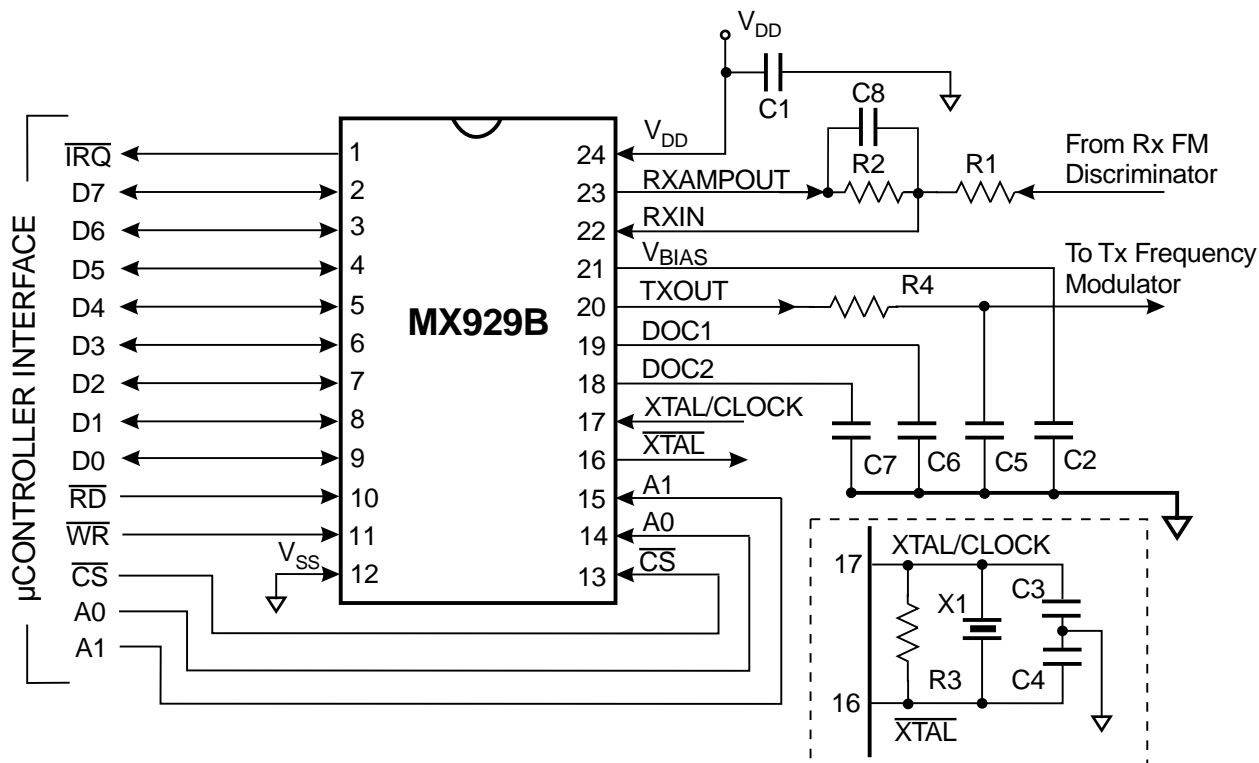 V_DD
C1
C8
R2
R1
From Rx FM
Discriminator
µCONTROLLER INTERFACE
IRQ
D7
D6
D5
D4
D3
D2
D1
D0
RD
WR
CS
A0
A1
V_SS
MX929B
1
2
3
4
5
6
7
8
9
10
11
12
24
23
22
21
20
19
18
17
16
15
14
13
V_DD
RXAMPOUT
RXIN
V_BIAS
TXOUT
DOC1
DOC2
XTAL/CLOCK
XTAL
A1
A0
CS
R4
To Tx Frequency
Modulator
C7
C6
C5
C2
17
XTAL/CLOCK
X1
C3
R3
C4
16
XTAL